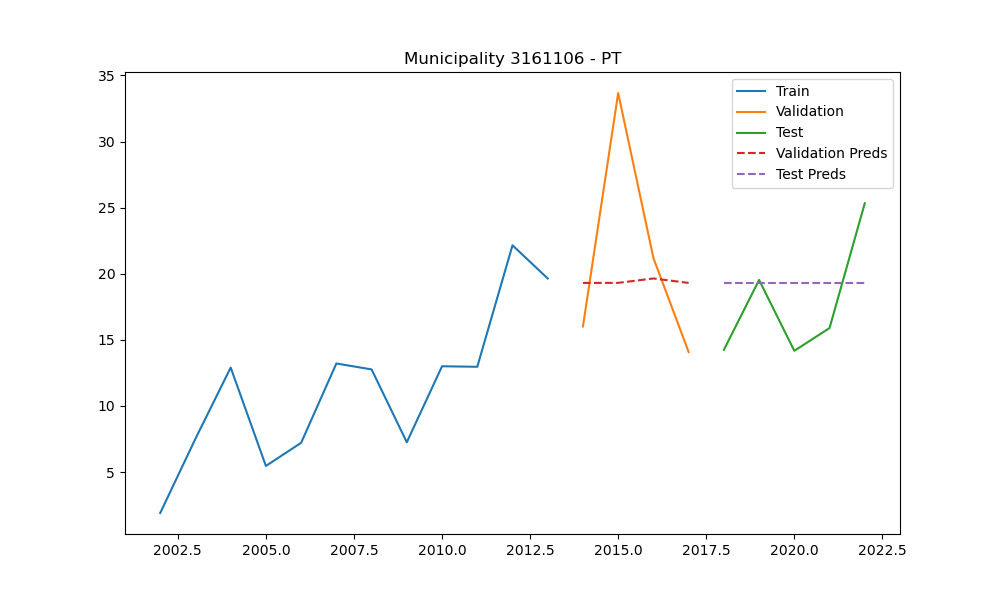 Municipality 3161106 - PT
35
30
25
20
15
10
5
Train
Validation
Test
Validation Preds
Test Preds
2002.5 2005.0 2007.5 2010.0 2012.5 2015.0 2017.5 2020.0 2022.5